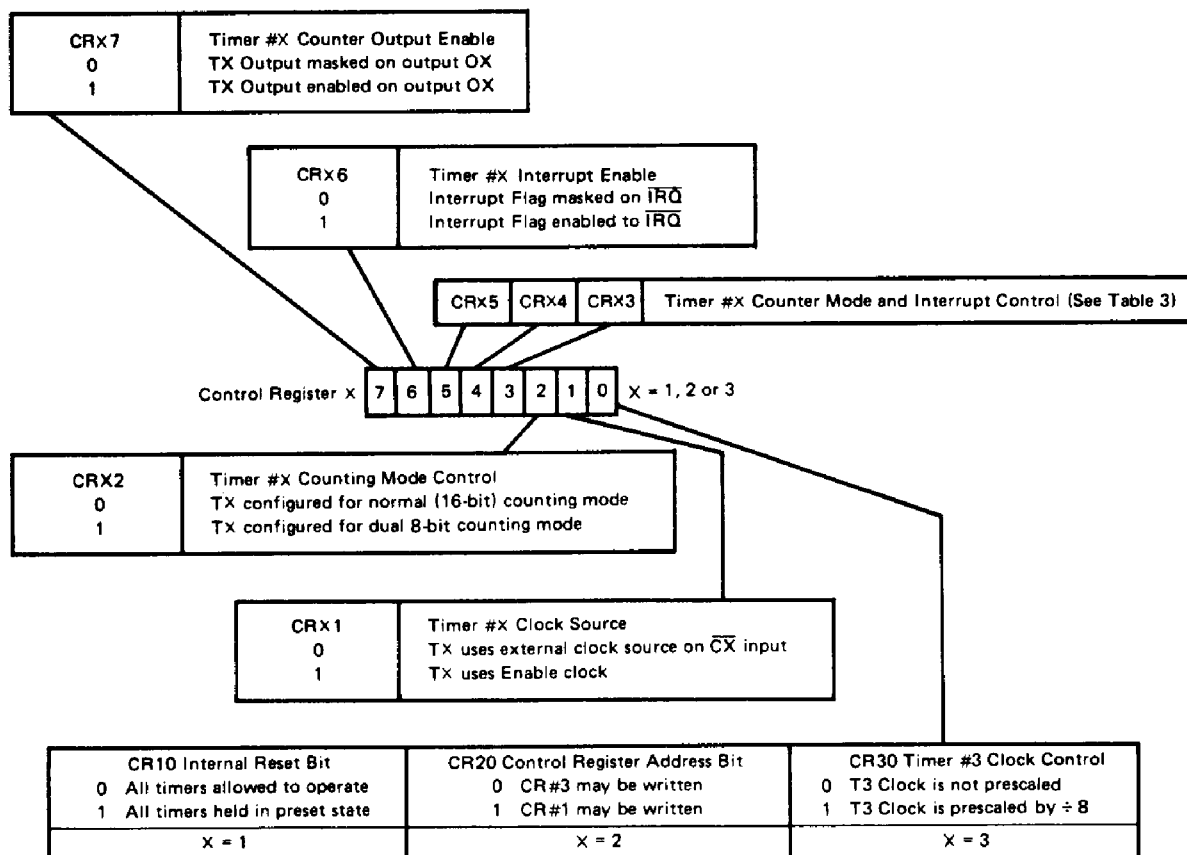 CRX7 Timer #X Counter Output Enable
0 TX Output masked on output OX
1 TX Output enabled on output OX
CRX6 Timer #X Interrupt Enable
0 Interrupt Flag masked on I̅R̅Q̅
1 Interrupt Flag enabled to I̅R̅Q̅
CRX5 CRX4 CRX3 Timer #X Counter Mode and Interrupt Control (See Table 3)
Control Register X 7 6 5 4 3 2 1 0 X = 1, 2 or 3
CRX2 Timer #X Counting Mode Control
0 TX configured for normal (16-bit) counting mode
1 TX configured for dual 8-bit counting mode
CRX1 Timer #X Clock Source
0 TX uses external clock source on C̅X̅ input
1 TX uses Enable clock
CR10 Internal Reset Bit
0 All timers allowed to operate
1 All timers held in preset state
X = 1
CR20 Control Register Address Bit
0 CR#3 may be written
1 CR#1 may be written
X = 2
CR30 Timer #3 Clock Control
0 T3 Clock is not prescaled
1 T3 Clock is prescaled by ÷ 8
X = 3